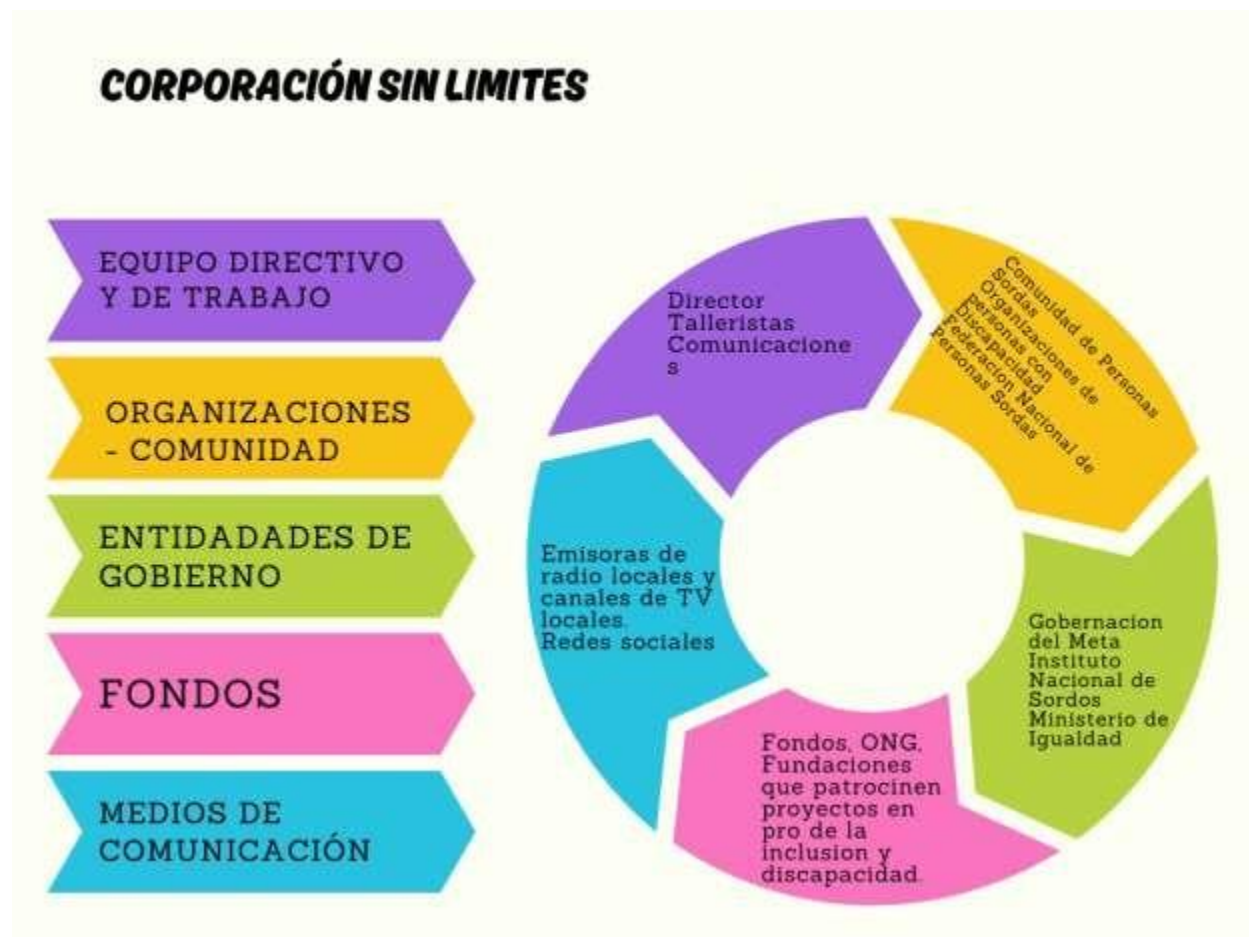 CORPORACIÓN SIN LIMITES
EQUIPO DIRECTIVO
Y DE TRABAJO
ORGANIZACIONES
- COMUNIDAD
ENTIDADADES DE
GOBIERNO
FONDOS
MEDIOS DE
COMUNICACIÓN
Director
Talleristas
Comunicacione
s
Comunidad de Personas
Sordas
Organizaciones de
personas con
Discapacidad
Federacion Nacional de
Personas Sordas
Gobernacion
del Meta
Instituto
Nacional de
Sordos
Ministerio de
Igualdad
Fondos, ONG,
Fundaciones
que patrocinen
proyectos en
pro de la
inclusion y
discapacidad.
Emisoras de
radio locales y
canales de TV
locales.
Redes sociales